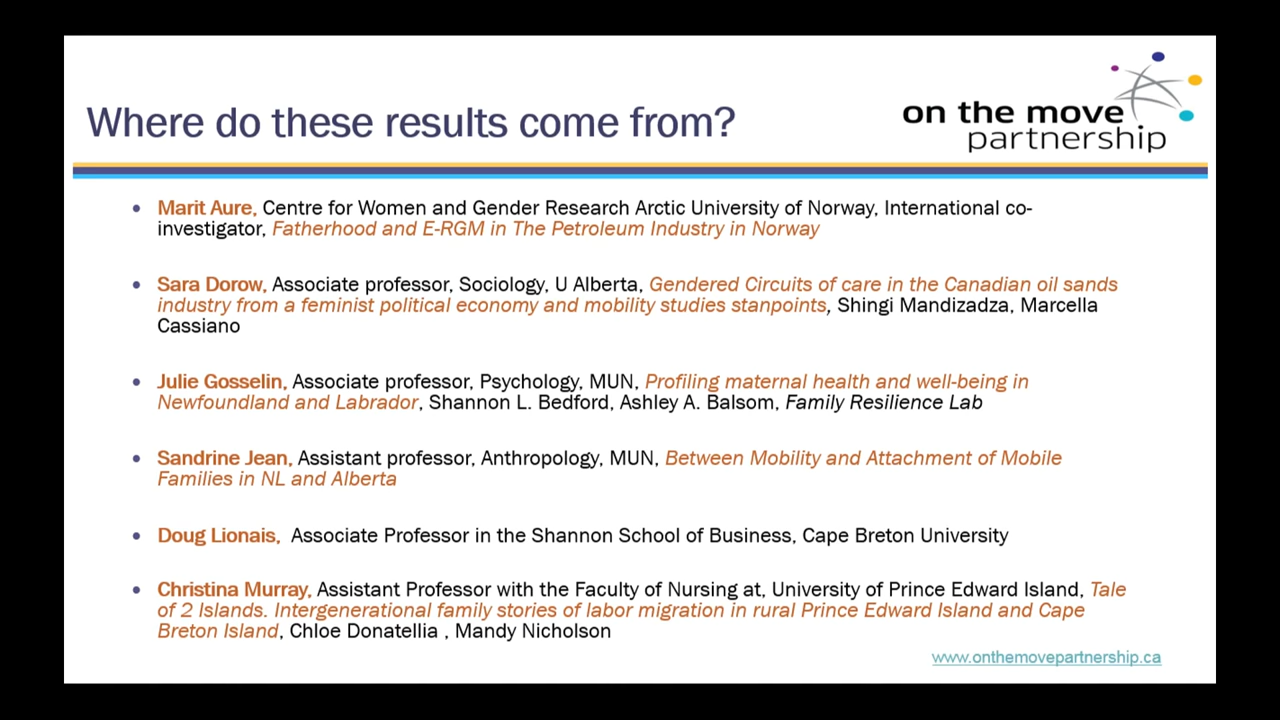 Where do these results come from?
on the move
partnership
• Marit Aure, Centre for Women and Gender Research Arctic University of Norway, International co-
investigator, Fatherhood and E-RGM in The Petroleum Industry in Norway
• Sara Dorow, Associate professor, Sociology, U Alberta, Gendered Circuits of care in the Canadian oil sands
industry from a feminist political economy and mobility studies stanpoints, Shingi Mandizadza, Marcella
Cassiano
• Julie Gosselin, Associate professor, Psychology, MUN, Profiling maternal health and well-being in
Newfoundland and Labrador, Shannon L. Bedford, Ashley A. Balsom, Family Resilience Lab
• Sandrine Jean, Assistant professor, Anthropology, MUN, Between Mobility and Attachment of Mobile
Families in NL and Alberta
• Doug Lionais, Associate Professor in the Shannon School of Business, Cape Breton University
• Christina Murray, Assistant Professor with the Faculty of Nursing at, University of Prince Edward Island, Tale
of 2 Islands. Intergenerational family stories of labor migration in rural Prince Edward Island and Cape
Breton Island, Chloe Donatellia , Mandy Nicholson
www.onthemovepartnership.ca